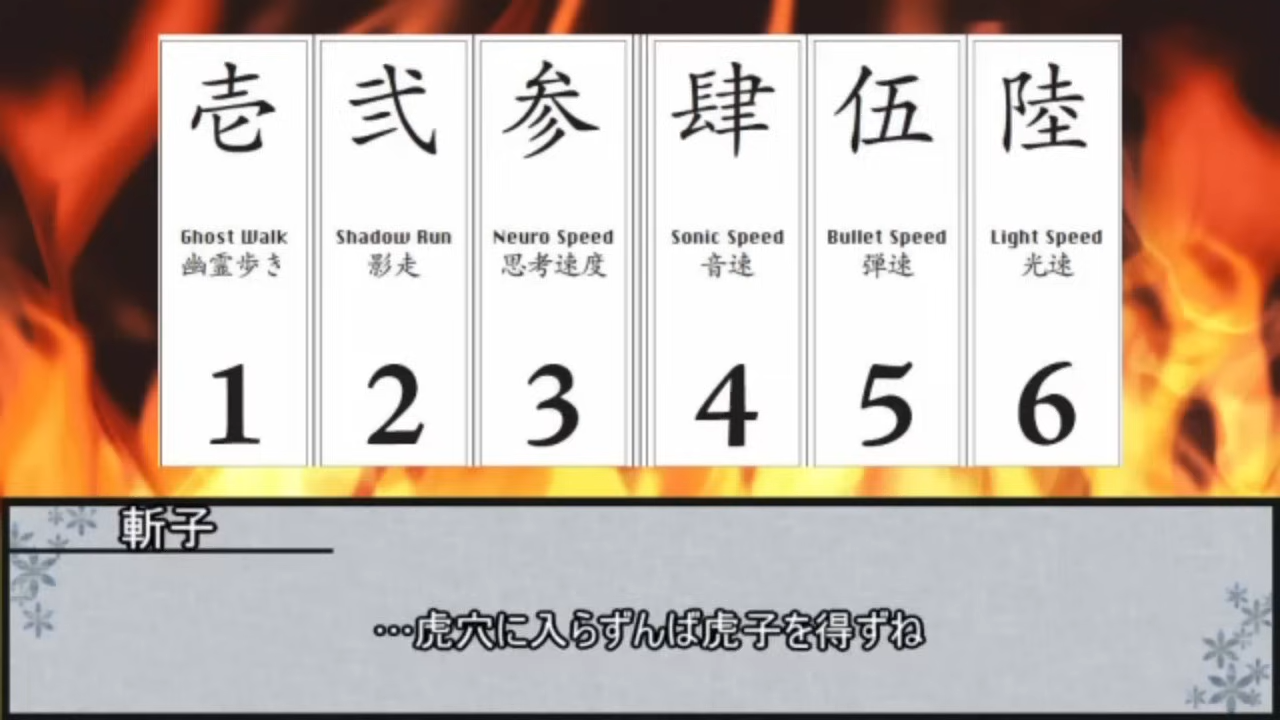 壱 弐 参 肆 伍 陸
Ghost Walk Shadow Run Neuro Speed Sonic Speed Bullet Speed Light Speed
幽霊歩き 影走 思考速度 音速 弾速 光速
1 2 3 4 5 6
斬子
…虎穴に入らずんば虎子を得ずね